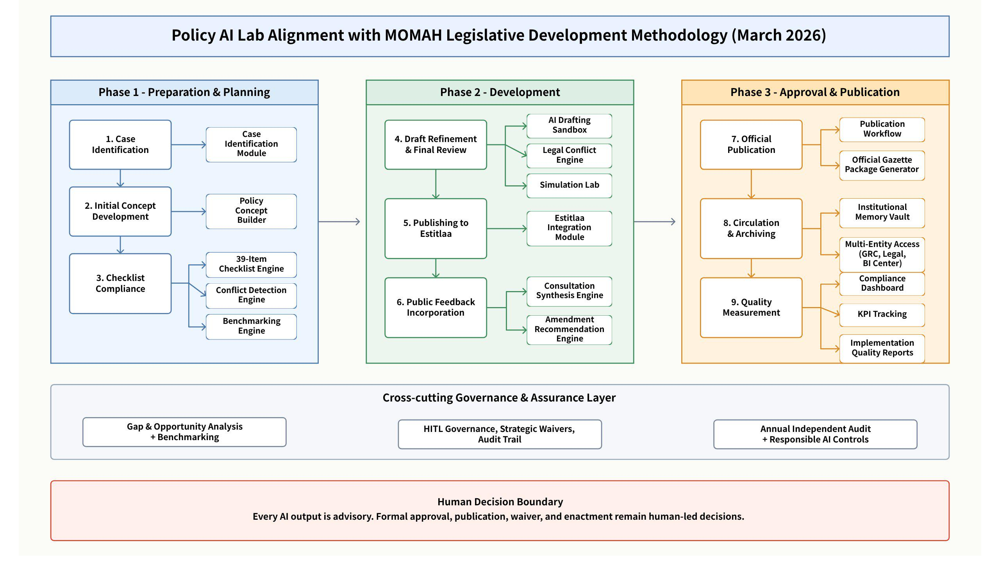 Policy AI Lab Alignment with MOMAH Legislative Development Methodology (March 2026)
Phase 1 - Preparation & Planning
1. Case
Identification
Case
Identification
Module
2. Initial Concept
Development
Policy
Concept
Builder
3. Checklist
Compliance
39-Item
Checklist Engine
Conflict Detection
Engine
Benchmarking
Engine
Phase 2 - Development
4. Draft Refinement
& Final Review
AI Drafting
Sandbox
Legal Conflict
Engine
Simulation Lab
5. Publishing to
Estitlaa
Estitlaa
Integration
Module
6. Public Feedback
Incorporation
Consultation
Synthesis Engine
Amendment
Recommendation
Engine
Phase 3 - Approval & Publication
7. Official
Publication
Publication
Workflow
Official Gazette
Package Generator
8. Circulation
& Archiving
Institutional
Memory Vault
Multi-Entity Access
(GRC, Legal,
BI Center)
9. Quality
Measurement
Compliance
Dashboard
KPI Tracking
Implementation
Quality Reports
Cross-cutting Governance & Assurance Layer
Gap & Opportunity Analysis
+ Benchmarking
HITL Governance, Strategic Waivers,
Audit Trail
Annual Independent Audit
+ Responsible AI Controls
Human Decision Boundary
Every AI output is advisory. Formal approval, publication, waiver, and enactment remain human-led decisions.